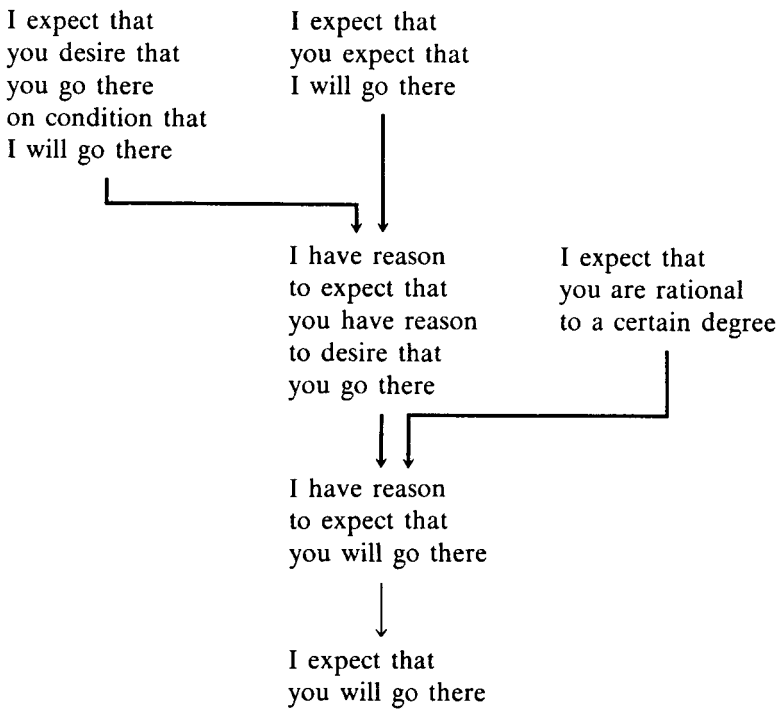 I expect that
you desire that
you go there
on condition that
I will go there
I expect that
you expect that
I will go there
I have reason
to expect that
you have reason
to desire that
you go there
I expect that
you are rational
to a certain degree
I have reason
to expect that
you will go there
I expect that
you will go there